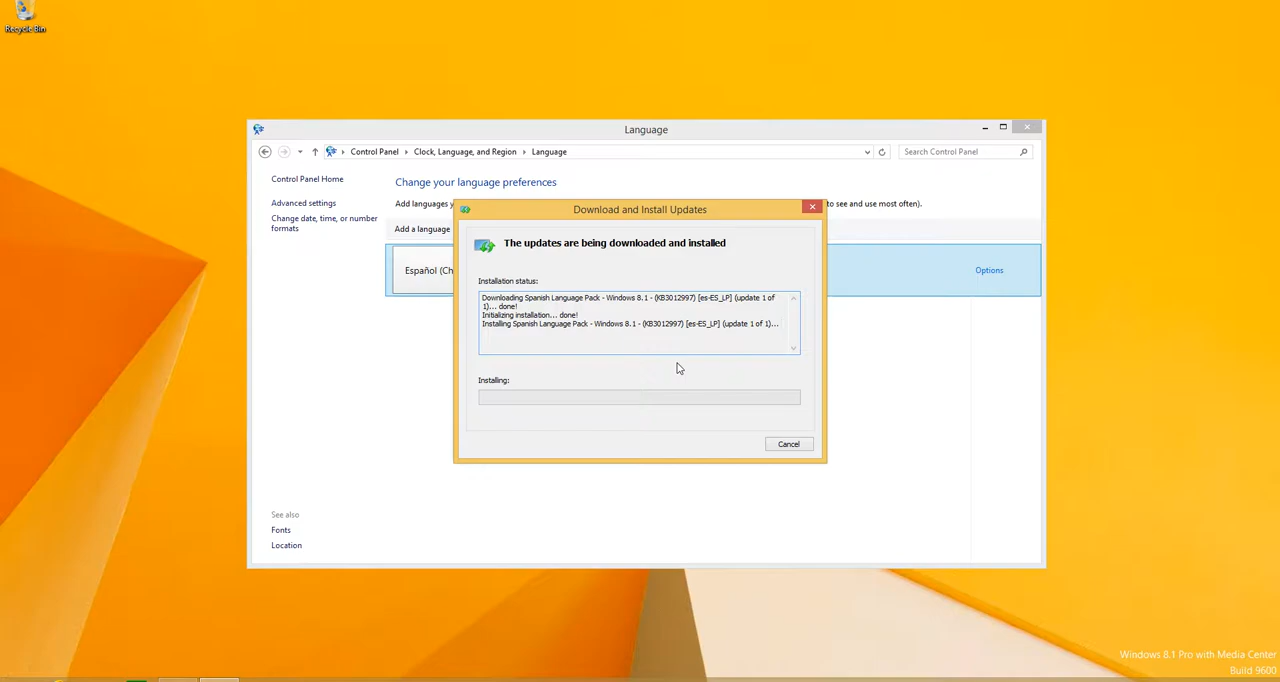 Recycle Bin
Language
Control Panel
Clock, Language, and Region
Language
Search Control Panel
Control Panel Home
Advanced settings
Change date, time, or number
formats
Change your language preferences
Add languages
to see and use most often).
Add a language
Español (Ch
Options
Download and Install Updates
The updates are being downloaded and installed
Installation status:
Downloading Spanish Language Pack - Windows 8.1 - (KB3012997) [es-ES_LP] (update 1 of
1)... done!
Initializing installation... done!
Installing Spanish Language Pack - Windows 8.1 - (KB3012997) [es-ES_LP] (update 1 of 1)...
Installing:
Cancel
See also
Fonts
Location
Windows 8.1 Pro with Media Center
Build 9600